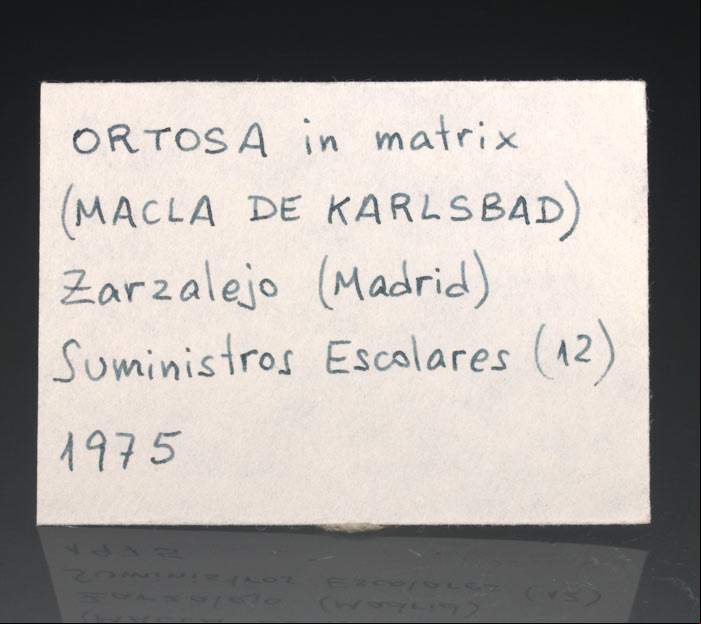 ORTOSA in matrix
(MACLA DE KARLSBAD)
Zarzalejo (Madrid)
Suministros Escolares (12)
1975